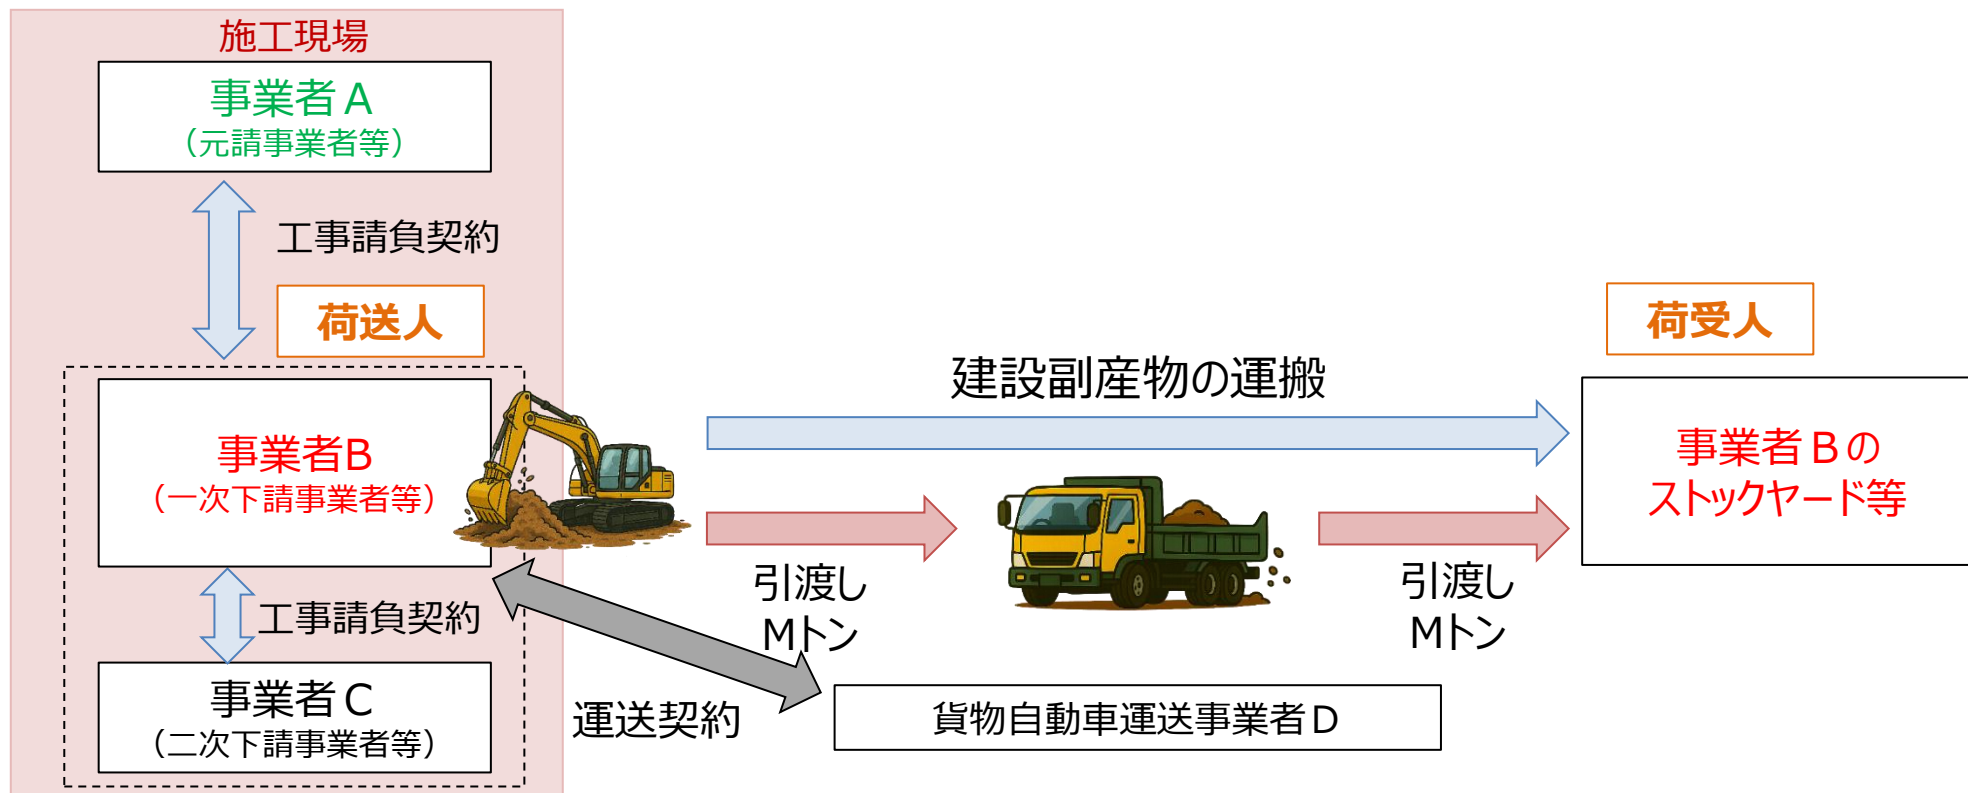 施工現場
事業者A
（元請事業者等）
工事請負契約
荷送人
事業者B
（一次下請事業者等）
工事請負契約
事業者C
（二次下請事業者等）
建設副産物の運搬
引渡し
Mトン
引渡し
Mトン
運送契約
貨物自動車運送事業者D
荷受人
事業者Bの
ストックヤード等